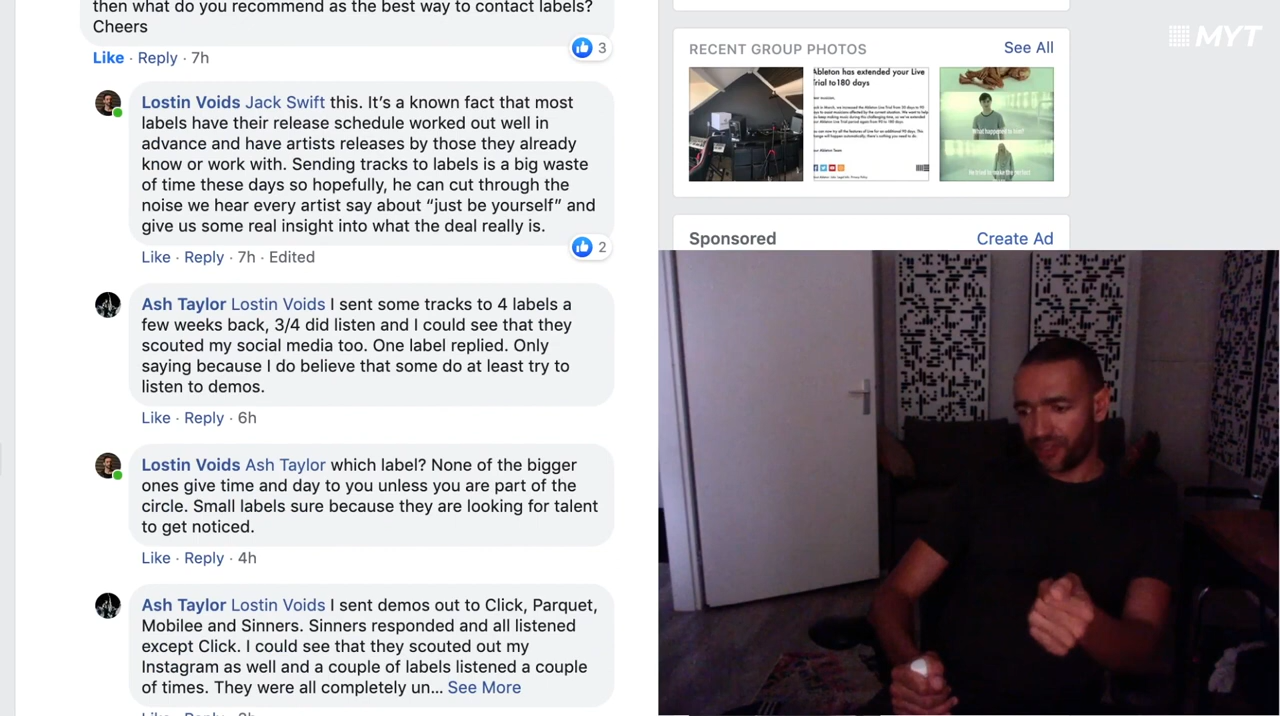 then what do you recommend as the best way to contact labels?
Cheers
3
Like · Reply · 7h
Lostin Voids Jack Swift this. It's a known fact that most
labels have their release schedule worked out well in
advance and have artists releases by those they already
know or work with. Sending tracks to labels is a big waste
of time these days so hopefully, he can cut through the
noise we hear every artist say about “just be yourself” and
give us some real insight into what the deal really is.
2
Like · Reply · 7h · Edited
Ash Taylor Lostin Voids I sent some tracks to 4 labels a
few weeks back, 3/4 did listen and I could see that they
scouted my social media too. One label replied. Only
saying because I do believe that some do at least try to
listen to demos.
Like · Reply · 6h
Lostin Voids Ash Taylor which label? None of the bigger
ones give time and day to you unless you are part of the
circle. Small labels sure because they are looking for talent
to get noticed.
Like · Reply · 4h
Ash Taylor Lostin Voids I sent demos out to Click, Parquet,
Mobilee and Sinners. Sinners responded and all listened
except Click. I could see that they scouted out my
Instagram as well and a couple of labels listened a couple
of times. They were all completely un... See More
RECENT GROUP PHOTOS
See All
Ableton has extended your Live
Trial to 180 days
What happened to him?
He tried to make the perfect
Sponsored
Create Ad
MYT